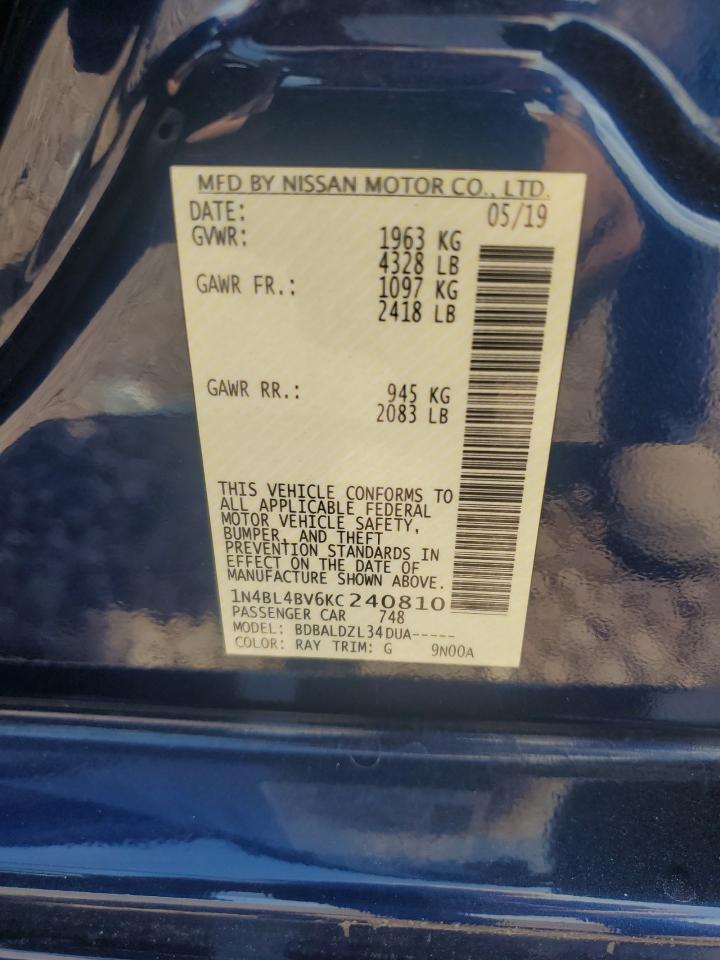 MFD BY NISSAN MOTOR CO., LTD.
DATE: 05/19
GVWR: 1963 KG
4328 LB
GAWR FR.: 1097 KG
2418 LB
GAWR RR.: 945 KG
2083 LB
THIS VEHICLE CONFORMS TO
ALL APPLICABLE FEDERAL
MOTOR VEHICLE SAFETY,
BUMPER, AND THEFT
PREVENTION STANDARDS IN
EFFECT ON THE DATE OF
MANUFACTURE SHOWN ABOVE.
1N4BL4BV6KC240810
PASSENGER CAR 748
MODEL: BDBALDZL34DUA-----
COLOR: RAY TRIM: G 9N00A